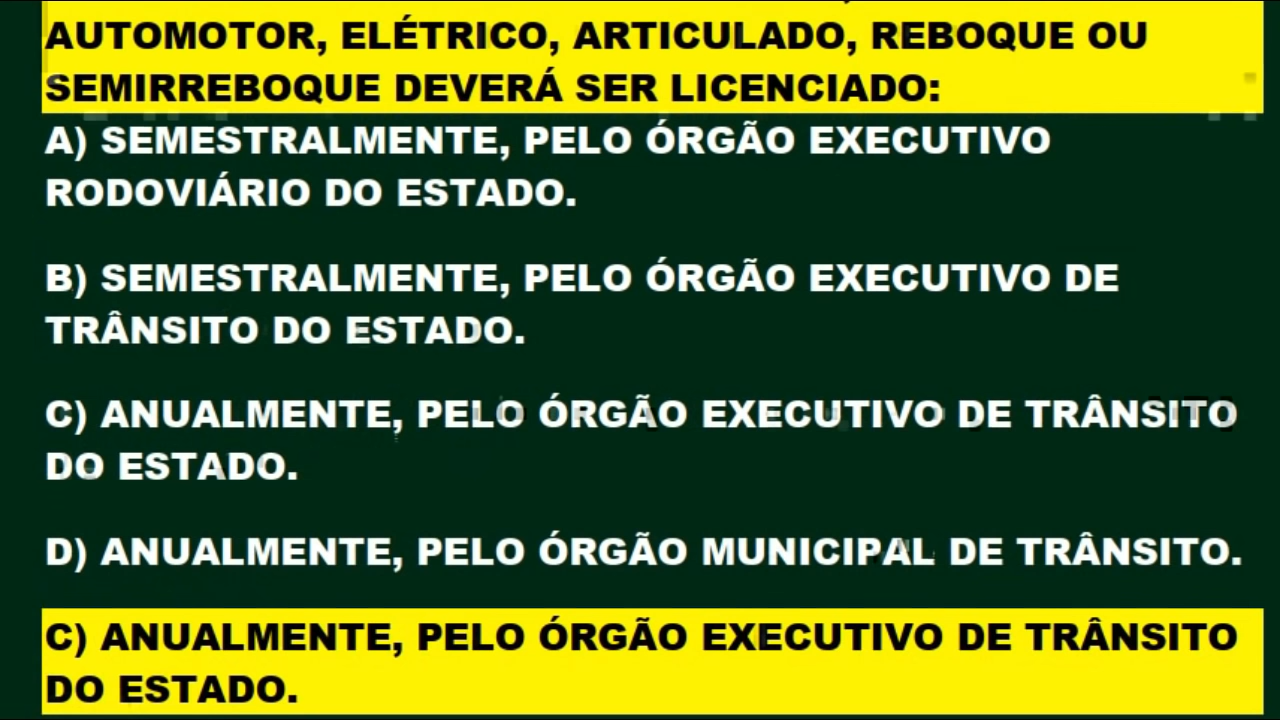 AUTOMOTOR, ELÉTRICO, ARTICULADO, REBOQUE OU
SEMIRREBOQUE DEVERÁ SER LICENCIADO:
A) SEMESTRALMENTE, PELO ÓRGÃO EXECUTIVO
RODOVIÁRIO DO ESTADO.
B) SEMESTRALMENTE, PELO ÓRGÃO EXECUTIVO DE
TRÂNSITO DO ESTADO.
C) ANUALMENTE, PELO ÓRGÃO EXECUTIVO DE TRÂNSITO
DO ESTADO.
D) ANUALMENTE, PELO ÓRGÃO MUNICIPAL DE TRÂNSITO.
C) ANUALMENTE, PELO ÓRGÃO EXECUTIVO DE TRÂNSITO
DO ESTADO.